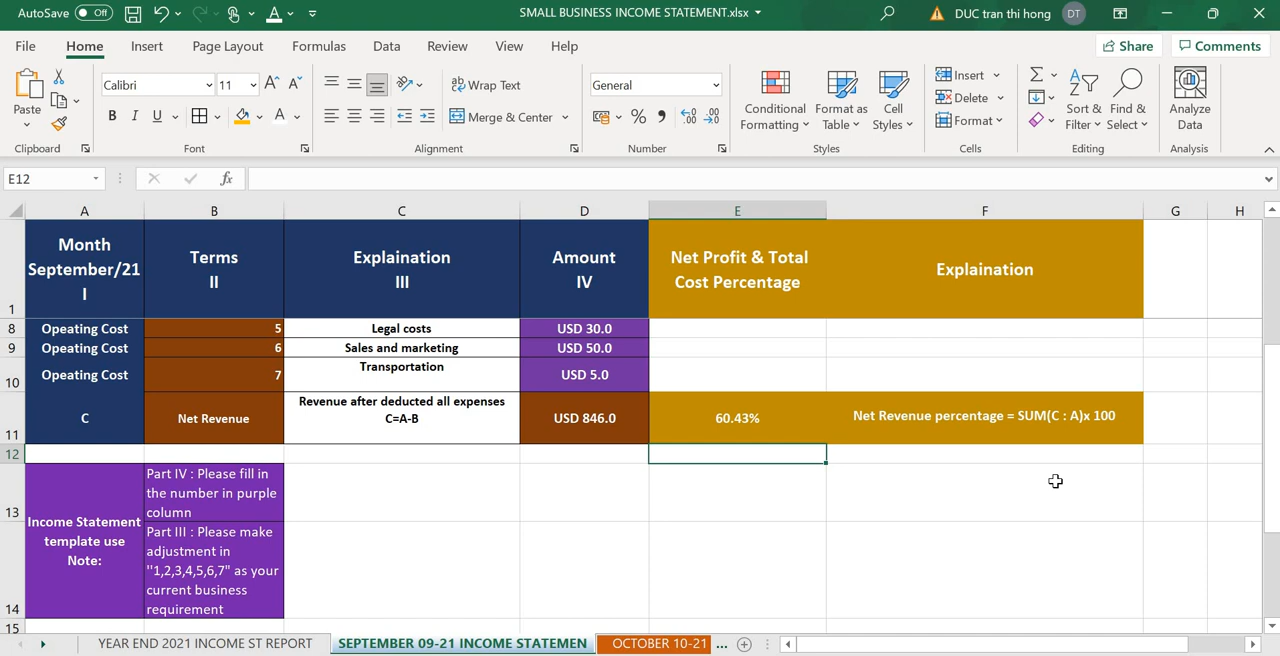 AutoSave Off SMALL BUSINESS INCOME STATEMENT.xlsx DUC tran thi hong DT
File Home Insert Page Layout Formulas Data Review View Help Share Comments
Paste Calibri 11 A A ab Wrap Text General Conditional Formatting Format as Table Cell Styles Insert Sort & Filter Find & Select Analyze Data
B I U A Merge & Center % Delete
Format
Clipboard Font Alignment Number Styles Cells Editing Analysis
E12 fx
A B C D E F G H
1 Month September/21 I Terms II Explaination III Amount IV Net Profit & Total Cost Percentage Explaination
8 Opeating Cost 5 Legal costs USD 30.0
9 Opeating Cost 6 Sales and marketing USD 50.0
10 Opeating Cost 7 Transportation USD 5.0
11 C Net Revenue Revenue after deducted all expenses C=A-B USD 846.0 60.43% Net Revenue percentage = SUM(C : A)x 100
12
13 Income Statement template use Note: Part IV : Please fill in the number in purple column
14 Part III : Please make adjustment in "1,2,3,4,5,6,7" as your current business requirement
15
YEAR END 2021 INCOME ST REPORT SEPTEMBER 09-21 INCOME STATEMEN OCTOBER 10-21 ...